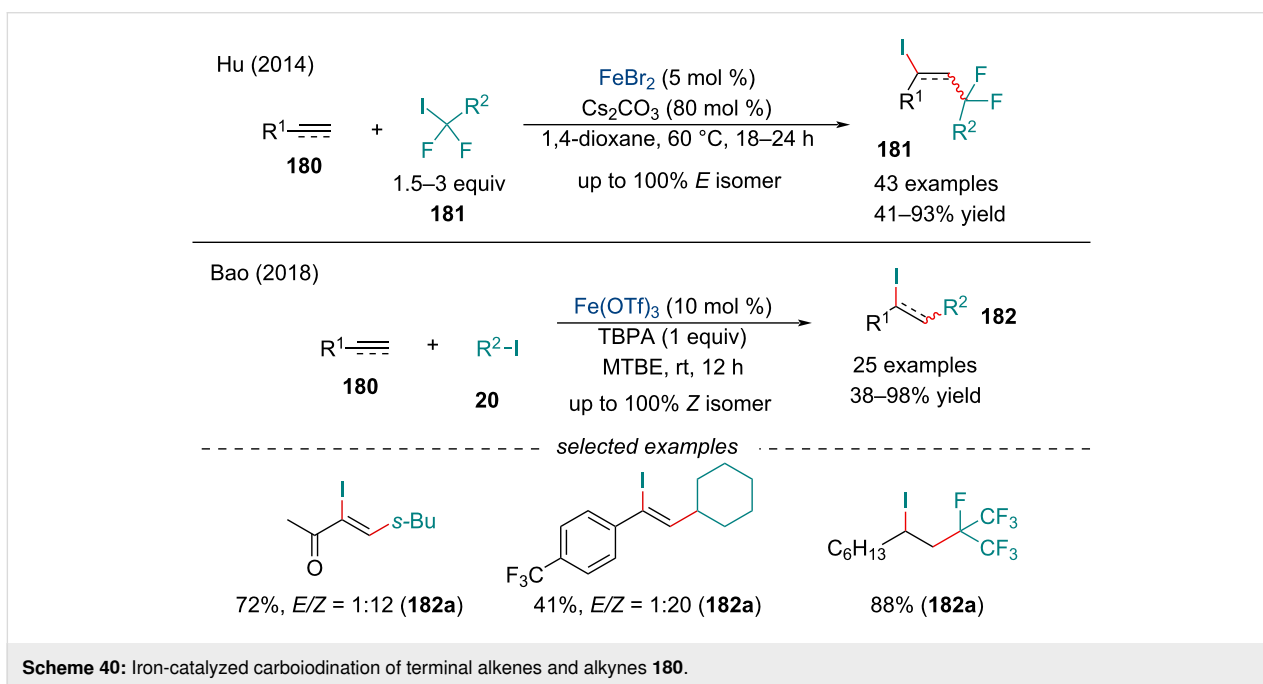 Hu (2014)
R1
180
+
I
R2
F
F
1.5–3 equiv
181
FeBr2 (5 mol %)
Cs2CO3 (80 mol %)
1,4-dioxane, 60 °C, 18–24 h
up to 100% E isomer
I
R1
F
F
R2
181
43 examples
41–93% yield
Bao (2018)
R1
180
+
R2-I
20
Fe(OTf)3 (10 mol %)
TBPA (1 equiv)
MTBE, rt, 12 h
up to 100% Z isomer
I
R1
R2
182
25 examples
38–98% yield
selected examples
I
s-Bu
O
72%, E/Z = 1:12 (182a)
I
F3C
41%, E/Z = 1:20 (182a)
I
F
CF3
CF3
C6H13
88% (182a)
Scheme 40: Iron-catalyzed carboiodination of terminal alkenes and alkynes 180.